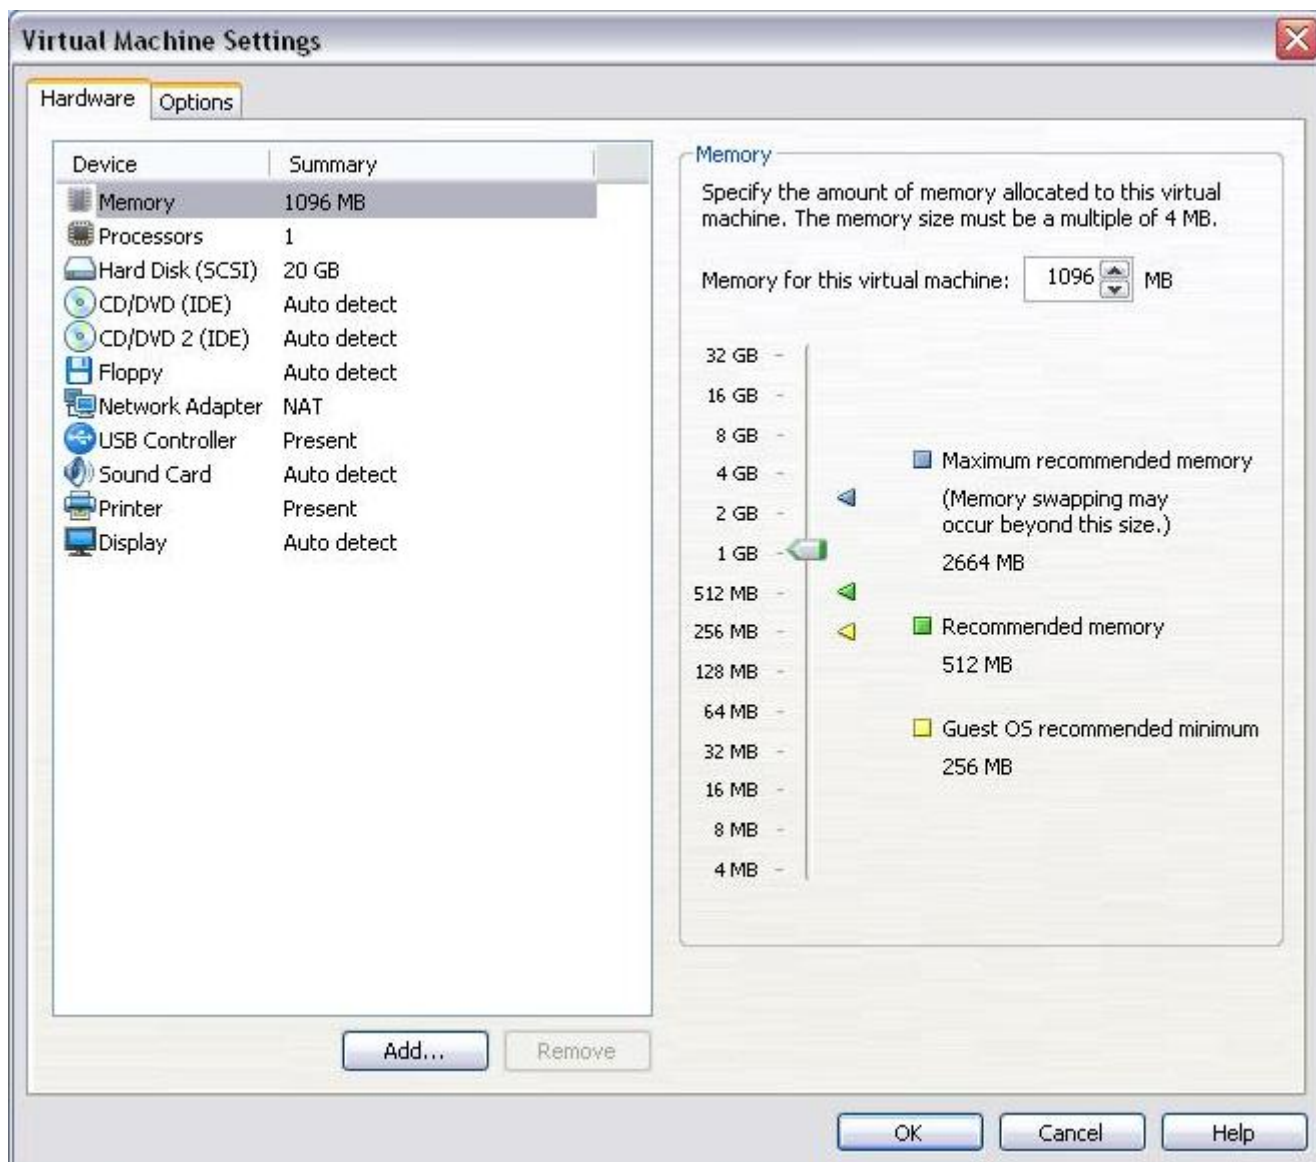 Virtual Machine Settings
Hardware Options
Device Summary
Memory 1096 MB
Processors 1
Hard Disk (SCSI) 20 GB
CD/DVD (IDE) Auto detect
CD/DVD 2 (IDE) Auto detect
Floppy Auto detect
Network Adapter NAT
USB Controller Present
Sound Card Auto detect
Printer Present
Display Auto detect
Add... Remove
Memory
Specify the amount of memory allocated to this virtual
machine. The memory size must be a multiple of 4 MB.
Memory for this virtual machine: 1096 MB
32 GB
16 GB
8 GB
4 GB
2 GB
1 GB
512 MB
256 MB
128 MB
64 MB
32 MB
16 MB
8 MB
4 MB
Maximum recommended memory
(Memory swapping may
occur beyond this size.)
2664 MB
Recommended memory
512 MB
Guest OS recommended minimum
256 MB
OK Cancel Help